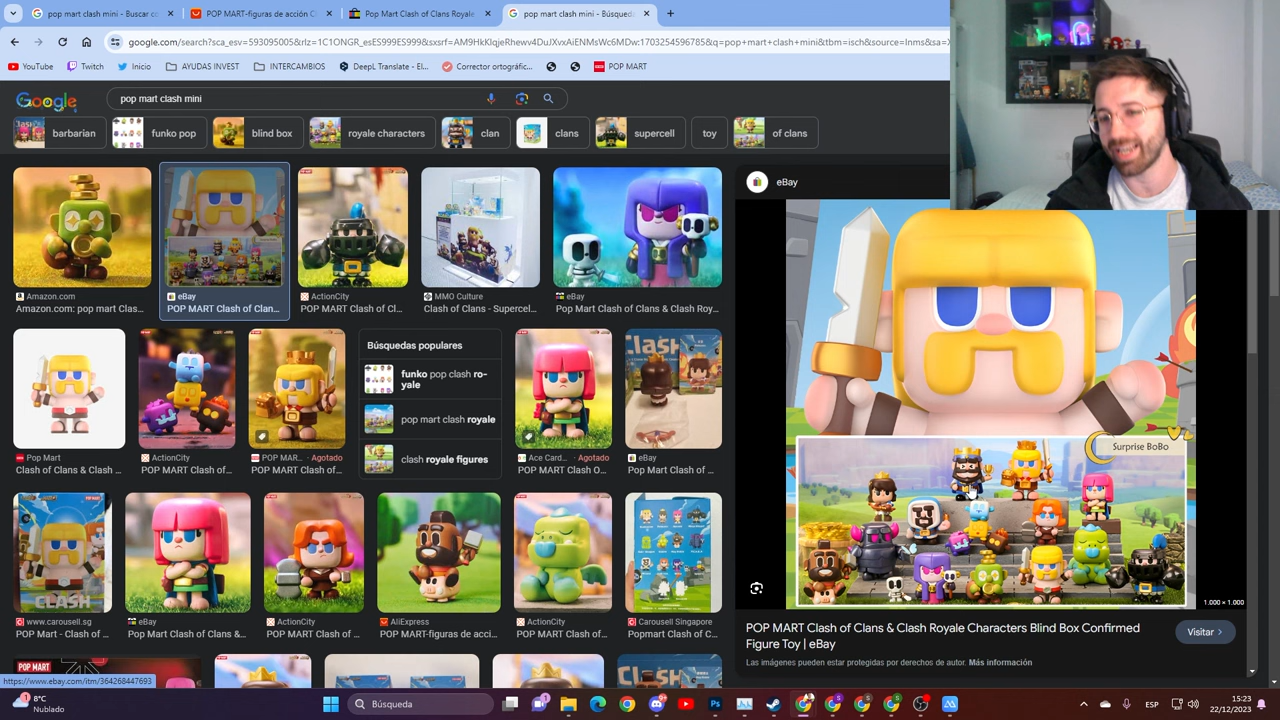 pop mart clash mini - Buscar co
POP MART-figuras de acción C
Pop Mart Clash of Clans Royale
pop mart clash mini - Búsqued
google.com/search?sca_esv=593095005&rlz=1C1ONGR_esES999ES999&sxsrf=AM9HkKlqjeRhewv4DuJXvxAiENMsWc6MDw:1703254596785&q=pop+mart+clash+mini&tbm=isch&source=lnms&sa=X
YouTube
Twitch
Inicio
AYUDAS INVEST
INTERCAMBIOS
DeepL Translate - El...
Corrector ortográfic...
POP MART
Google
pop mart clash mini
barbarian
funko pop
blind box
royale characters
clan
clans
supercell
toy
of clans
eBay
Amazon.com
Amazon.com: pop mart Clas...
eBay
POP MART Clash of Clan...
ActionCity
POP MART Clash of Cl...
MMO Culture
Clash of Clans - Supercel...
eBay
Pop Mart Clash of Clans & Clash Roy...
Búsquedas populares
funko pop clash ro-
yale
pop mart clash royale
clash royale figures
Pop Mart
Clash of Clans & Clash ...
ActionCity
POP MART Clash of...
POP MAR... · Agotado
POP MART Clash of...
Ace Card... · Agotado
POP MART Clash O...
eBay
Pop Mart Clash of ...
Surprise BoBo
CLASH
www.carousell.sg
Pop Mart - Clash of ...
eBay
Pop Mart Clash of Clans &...
ActionCity
POP MART Clash of ...
AliExpress
POP MART-figuras de acci...
ActionCity
POP MART Clash of...
Carousell Singapore
Popmart Clash of C...
1.000 × 1.000
POP MART Clash of Clans & Clash Royale Characters Blind Box Confirmed
Figure Toy | eBay
Visitar
Las imágenes pueden estar protegidas por derechos de autor. Más información
POP MART
https://www.ebay.com/itm/364268447693
8°C
Nublado
Búsqueda
ESP
15:23
22/12/2023